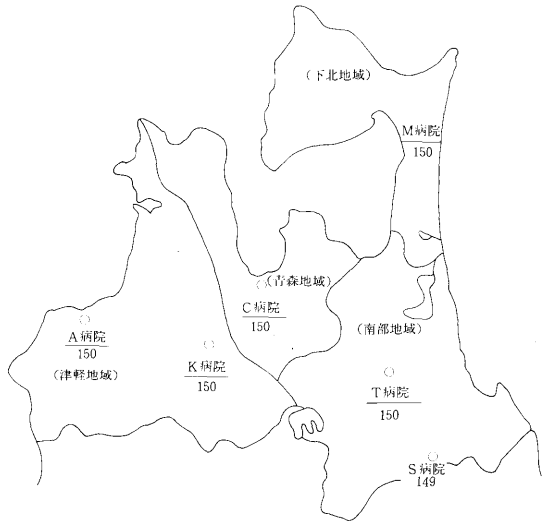 (下北地域)
M病院
150
(青森地域)
C病院
150
A病院
150
(津軽地域)
K病院
150
(南部地域)
T病院
150
S病院
149